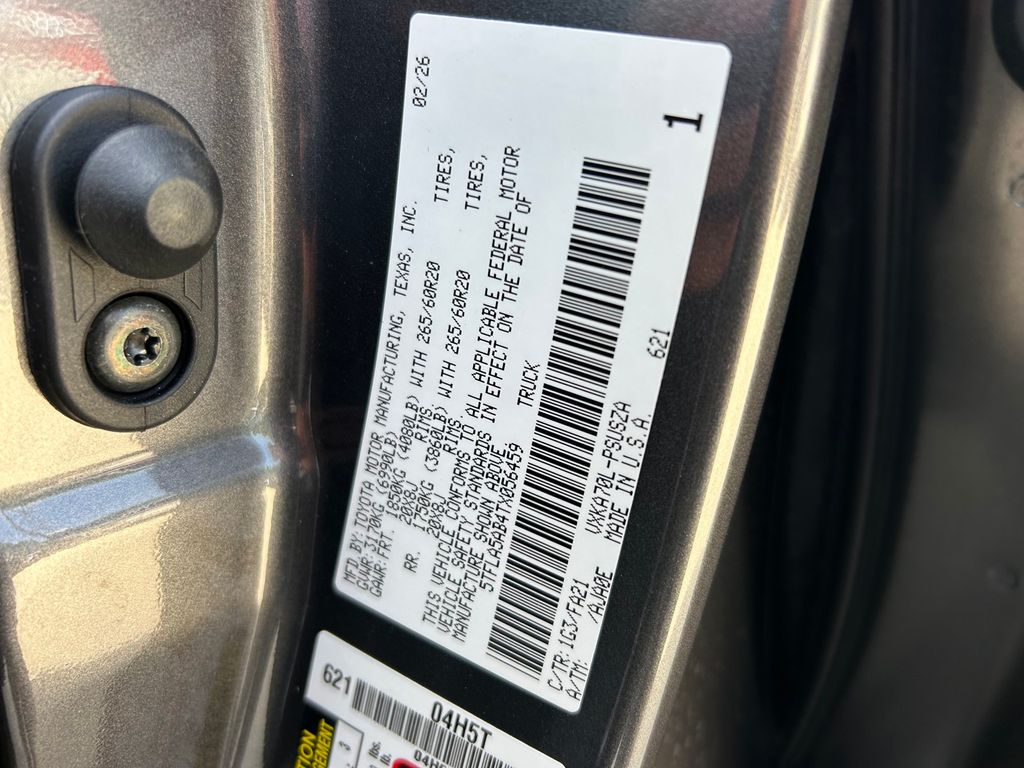 MFD.BY:TOYOTA MOTOR MANUFACTURING, TEXAS, INC. 02/26
GVWR:3170KG(6990LB)
GAWR:FRT. 1850KG (4080LB) WITH 265/60R20 TIRES,
20X8J RIMS
RR. 1750KG (3860LB) WITH 265/60R20 TIRES,
20X8J RIMS.
THIS VEHICLE CONFORMS TO ALL APPLICABLE FEDERAL MOTOR
VEHICLE SAFETY STANDARDS IN EFFECT ON THE DATE OF
MANUFACTURE SHOWN ABOVE
5TFLA5AB4TX056459 TRUCK
1
C/TR:1G3/FA21 621
A/TM: /A/A0E VXKA70L-PSUSZA
MADE IN U.S.A.
621 04H5T